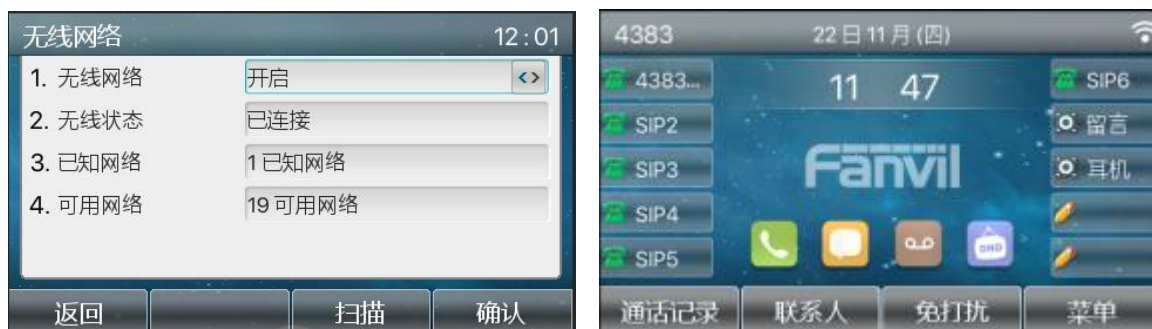 无线网络 12:01
1. 无线网络 开启
2. 无线状态 已连接
3. 已知网络 1 已知网络
4. 可用网络 19 可用网络
返回 扫描 确认
4383 22 日 11 月 (四)
4383... 11 47 SIP6
SIP2 留言
SIP3 Fanvil 耳机
SIP4
SIP5 DND
通话记录 联系人 免打扰 菜单